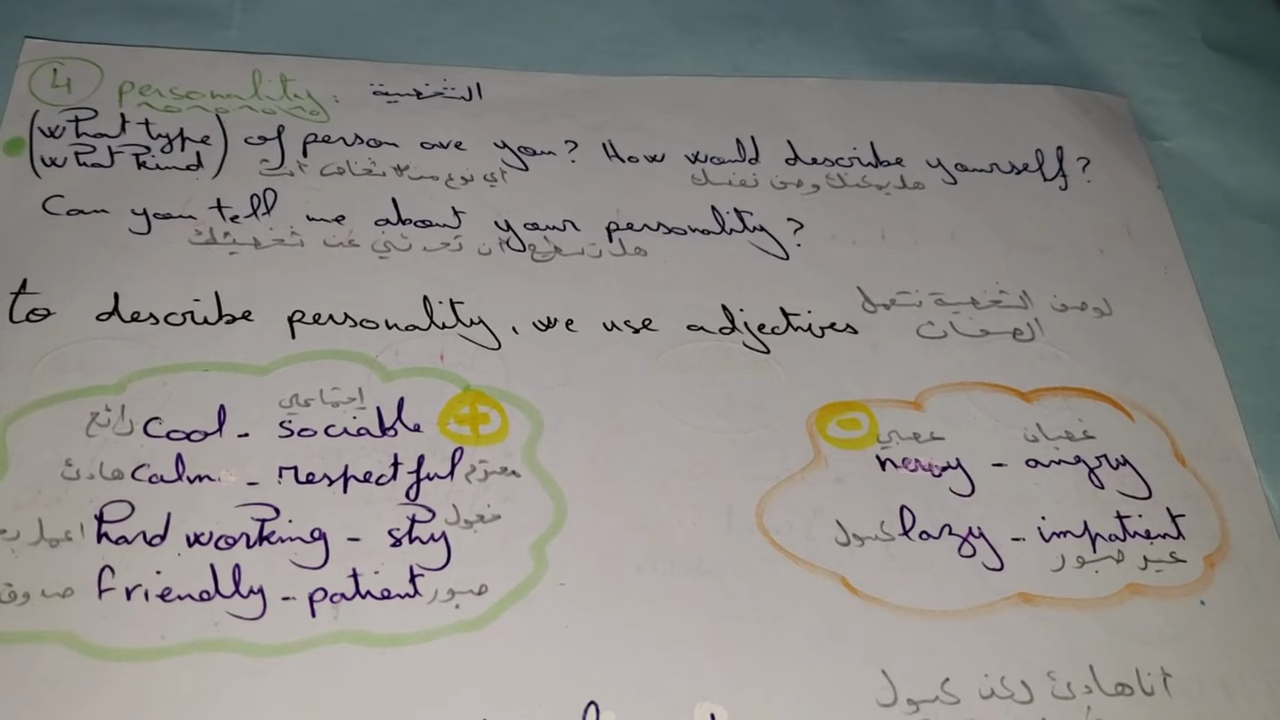 4 personality: الشخصية
(what type) of person are you? How would describe yourself?
(what kind)
أي نوع من الأشخاص أنت هل يمكنك وصف نفسك
Can you tell me about your personality?
هل تستطيع أن تحدثني عن شخصيتك
to describe personality, we use adjectives لوصف الشخصية نستعمل
الصفات
إجتماعي
رائع cool - sociable +
هادئ calm - respectful محترم
hard working - shy خجول
friendly - patient صبور
-
عصبي غضبان
nervy - angry
كسول lazy - impatient
غير صبور
أنا هادئ لكن كسول